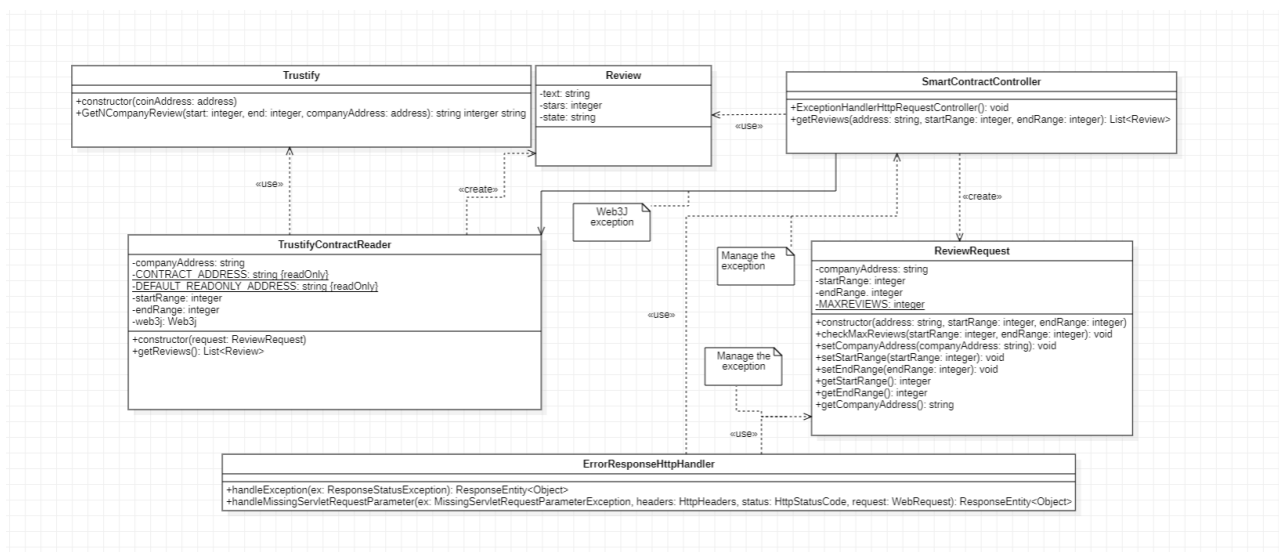 Trustify
+constructor(coinAddress: address)
+GetNCompanyReview(start: integer, end: integer, companyAddress: address): string interger string
Review
-text: string
-stars: integer
-state: string
SmartContractController
+ExceptionHandlerHttpRequestController(): void
+getReviews(address: string, startRange: integer, endRange: integer): List<Review>
«use»
«use»
«create»
«create»
Web3J
exception
Manage the
exception
TrustifyContractReader
-companyAddress: string
-CONTRACT_ADDRESS: string {readOnly}
-DEFAULT_READONLY_ADDRESS: string {readOnly}
-startRange: integer
-endRange: integer
-web3j: Web3j
+constructor(request: ReviewRequest)
+getReviews(): List<Review>
ReviewRequest
-companyAddress: string
-startRange: integer
-endRange. integer
-MAXREVIEWS: integer
+constructor(address: string, startRange: integer, endRange: integer)
+checkMaxReviews(startRange: integer, endRange: integer): void
+setCompanyAddress(companyAddress: string): void
+setStartRange(startRange: integer): void
+setEndRange(endRange: integer): void
+getStartRange(): integer
+getEndRange(): integer
+getCompanyAddress(): string
«use»
Manage the
exception
«use»
ErrorResponseHttpHandler
+handleException(ex: ResponseStatusException): ResponseEntity<Object>
+handleMissingServletRequestParameter(ex: MissingServletRequestParameterException, headers: HttpHeaders, status: HttpStatusCode, request: WebRequest): ResponseEntity<Object>